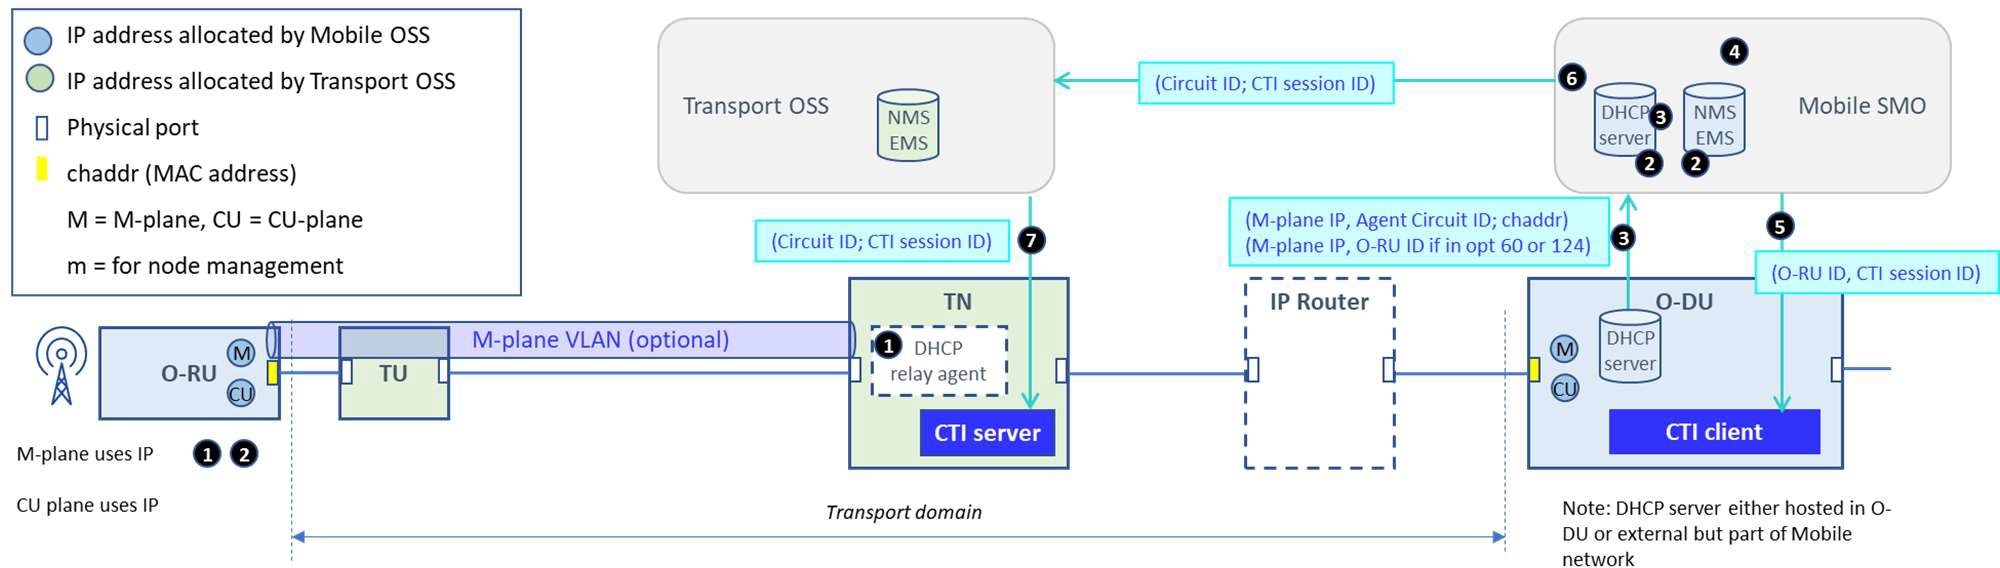 IP address allocated by Mobile OSS
IP address allocated by Transport OSS
Physical port
chaddr (MAC address)
M = M-plane, CU = CU-plane
m = for node management
Transport OSS
NMS
EMS
(Circuit ID; CTI session ID)
4
6
DHCP
server
3
NMS
EMS
2
2
Mobile SMO
(Circuit ID; CTI session ID)
7
(M-plane IP, Agent Circuit ID; chaddr)
(M-plane IP, O-RU ID if in opt 60 or 124)
3
5
(O-RU ID, CTI session ID)
O-RU
M
CU
M-plane VLAN (optional)
TU
TN
1
DHCP
relay agent
CTI server
IP Router
O-DU
M
CU
DHCP
server
CTI client
M-plane uses IP
1
2
CU plane uses IP
Transport domain
Note: DHCP server either hosted in O-
DU or external but part of Mobile
network